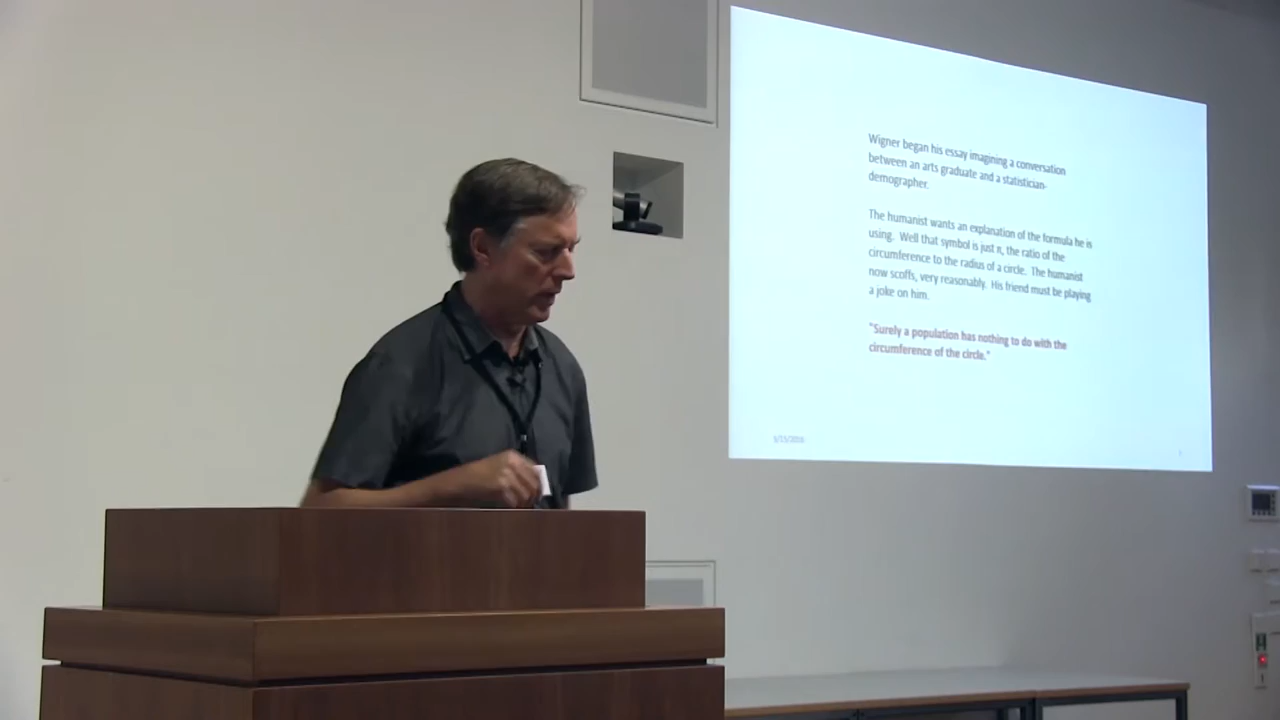 Wigner began his essay imagining a conversation
between an arts graduate and a statistician-
demographer.
The humanist wants an explanation of the formula he is
using. Well that symbol is just π, the ratio of the
circumference to the radius of a circle. The humanist
now scoffs, very reasonably. His friend must be playing
a joke on him.
"Surely a population has nothing to do with the
circumference of the circle."